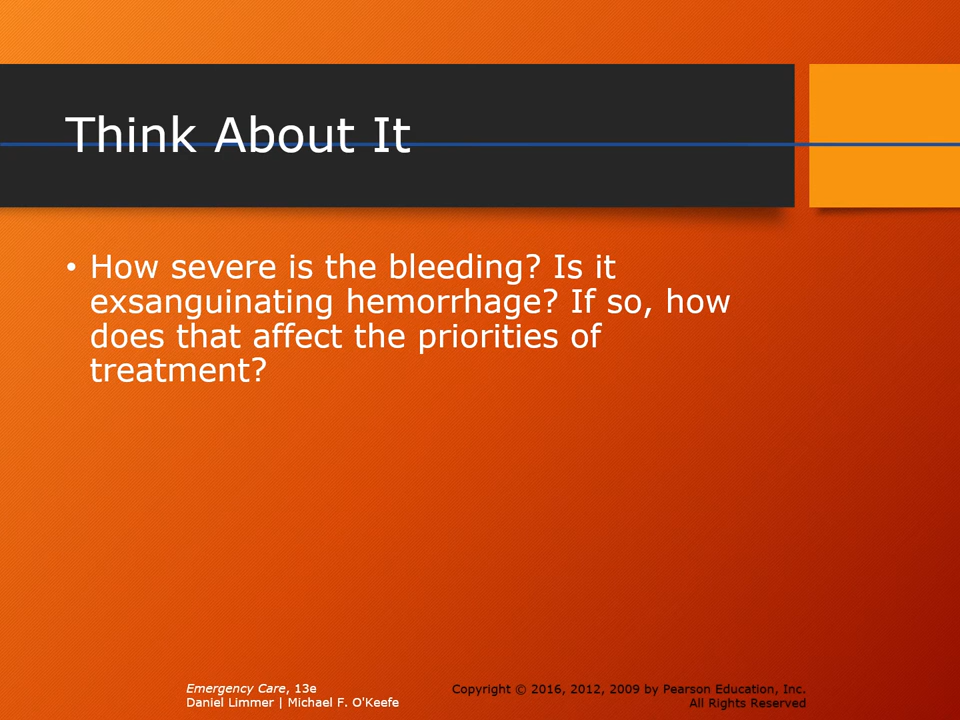 Think About It
• How severe is the bleeding? Is it
exsanguinating hemorrhage? If so, how
does that affect the priorities of
treatment?
Emergency Care, 13e
Daniel Limmer | Michael F. O'Keefe
Copyright © 2016, 2012, 2009 by Pearson Education, Inc.
All Rights Reserved